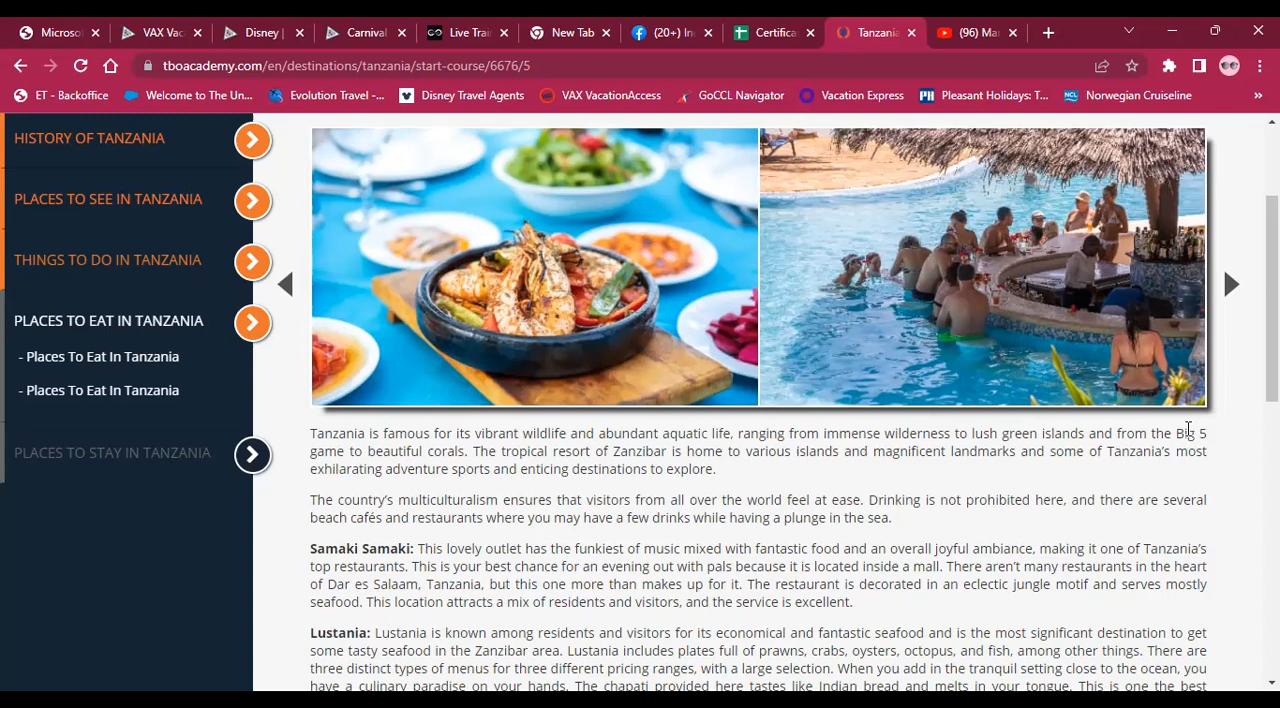 Microso
VAX Vac
Disney |
Carnival
Live Trai
New Tab
(20+) In
Certifica
Tanzania
(96) Ma
tboacademy.com/en/destinations/tanzania/start-course/6676/5
ET - Backoffice
Welcome to The Un...
Evolution Travel -...
Disney Travel Agents
VAX VacationAccess
GoCCL Navigator
Vacation Express
Pleasant Holidays: T...
Norwegian Cruiseline
»
HISTORY OF TANZANIA
PLACES TO SEE IN TANZANIA
THINGS TO DO IN TANZANIA
PLACES TO EAT IN TANZANIA
- Places To Eat In Tanzania
- Places To Eat In Tanzania
PLACES TO STAY IN TANZANIA
Tanzania is famous for its vibrant wildlife and abundant aquatic life, ranging from immense wilderness to lush green islands and from the Big 5
game to beautiful corals. The tropical resort of Zanzibar is home to various islands and magnificent landmarks and some of Tanzania's most
exhilarating adventure sports and enticing destinations to explore.
The country's multiculturalism ensures that visitors from all over the world feel at ease. Drinking is not prohibited here, and there are several
beach cafés and restaurants where you may have a few drinks while having a plunge in the sea.
Samaki Samaki: This lovely outlet has the funkiest of music mixed with fantastic food and an overall joyful ambiance, making it one of Tanzania's
top restaurants. This is your best chance for an evening out with pals because it is located inside a mall. There aren't many restaurants in the heart
of Dar es Salaam, Tanzania, but this one more than makes up for it. The restaurant is decorated in an eclectic jungle motif and serves mostly
seafood. This location attracts a mix of residents and visitors, and the service is excellent.
Lustania: Lustania is known among residents and visitors for its economical and fantastic seafood and is the most significant destination to get
some tasty seafood in the Zanzibar area. Lustania includes plates full of prawns, crabs, oysters, octopus, and fish, among other things. There are
three distinct types of menus for three different pricing ranges, with a large selection. When you add in the tranquil setting close to the ocean, you
have a culinary paradise on your hands. The chapati provided here tastes like Indian bread and melts in your tongue. This is one the best